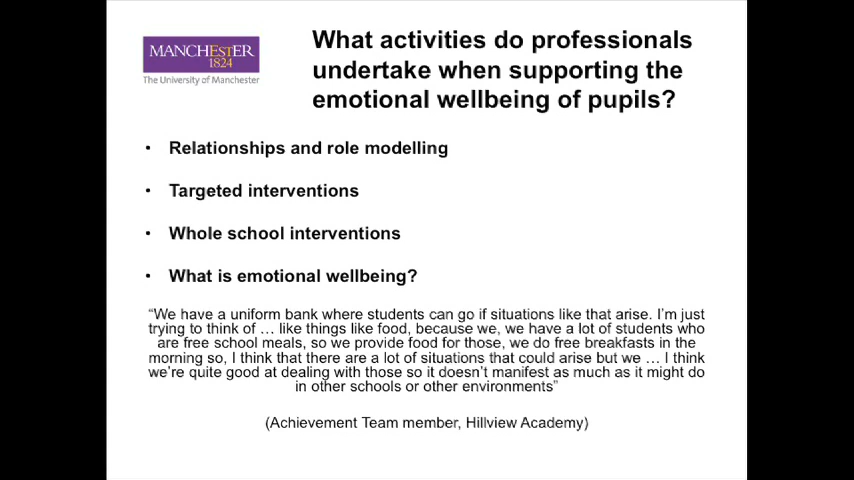 MANCHESTER
1824
The University of Manchester
What activities do professionals
undertake when supporting the
emotional wellbeing of pupils?
• Relationships and role modelling
• Targeted interventions
• Whole school interventions
• What is emotional wellbeing?
“We have a uniform bank where students can go if situations like that arise. I’m just
trying to think of … like things like food, because we, we have a lot of students who
are free school meals, so we provide food for those, we do free breakfasts in the
morning so, I think that there are a lot of situations that could arise but we … I think
we’re quite good at dealing with those so it doesn’t manifest as much as it might do
in other schools or other environments”
(Achievement Team member, Hillview Academy)